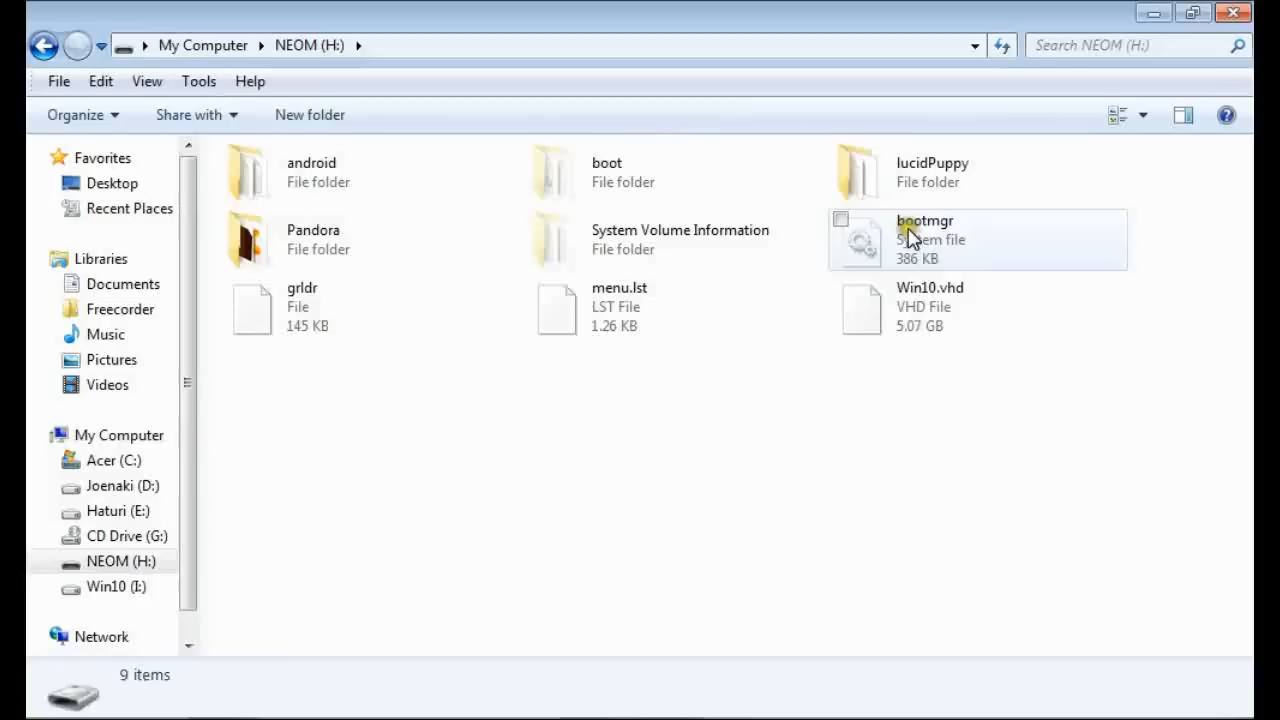 My Computer
NEOM (H:)
Search NEOM (H:)
File
Edit
View
Tools
Help
Organize
Share with
New folder
Favorites
Desktop
Recent Places
Libraries
Documents
Freecorder
Music
Pictures
Videos
My Computer
Acer (C:)
Joenaki (D:)
Haturi (E:)
CD Drive (G:)
NEOM (H:)
Win10 (I:)
Network
android
File folder
boot
File folder
lucidPuppy
File folder
Pandora
File folder
System Volume Information
File folder
bootmgr
System file
386 KB
grldr
File
145 KB
menu.lst
LST File
1.26 KB
Win10.vhd
VHD File
5.07 GB
9 items